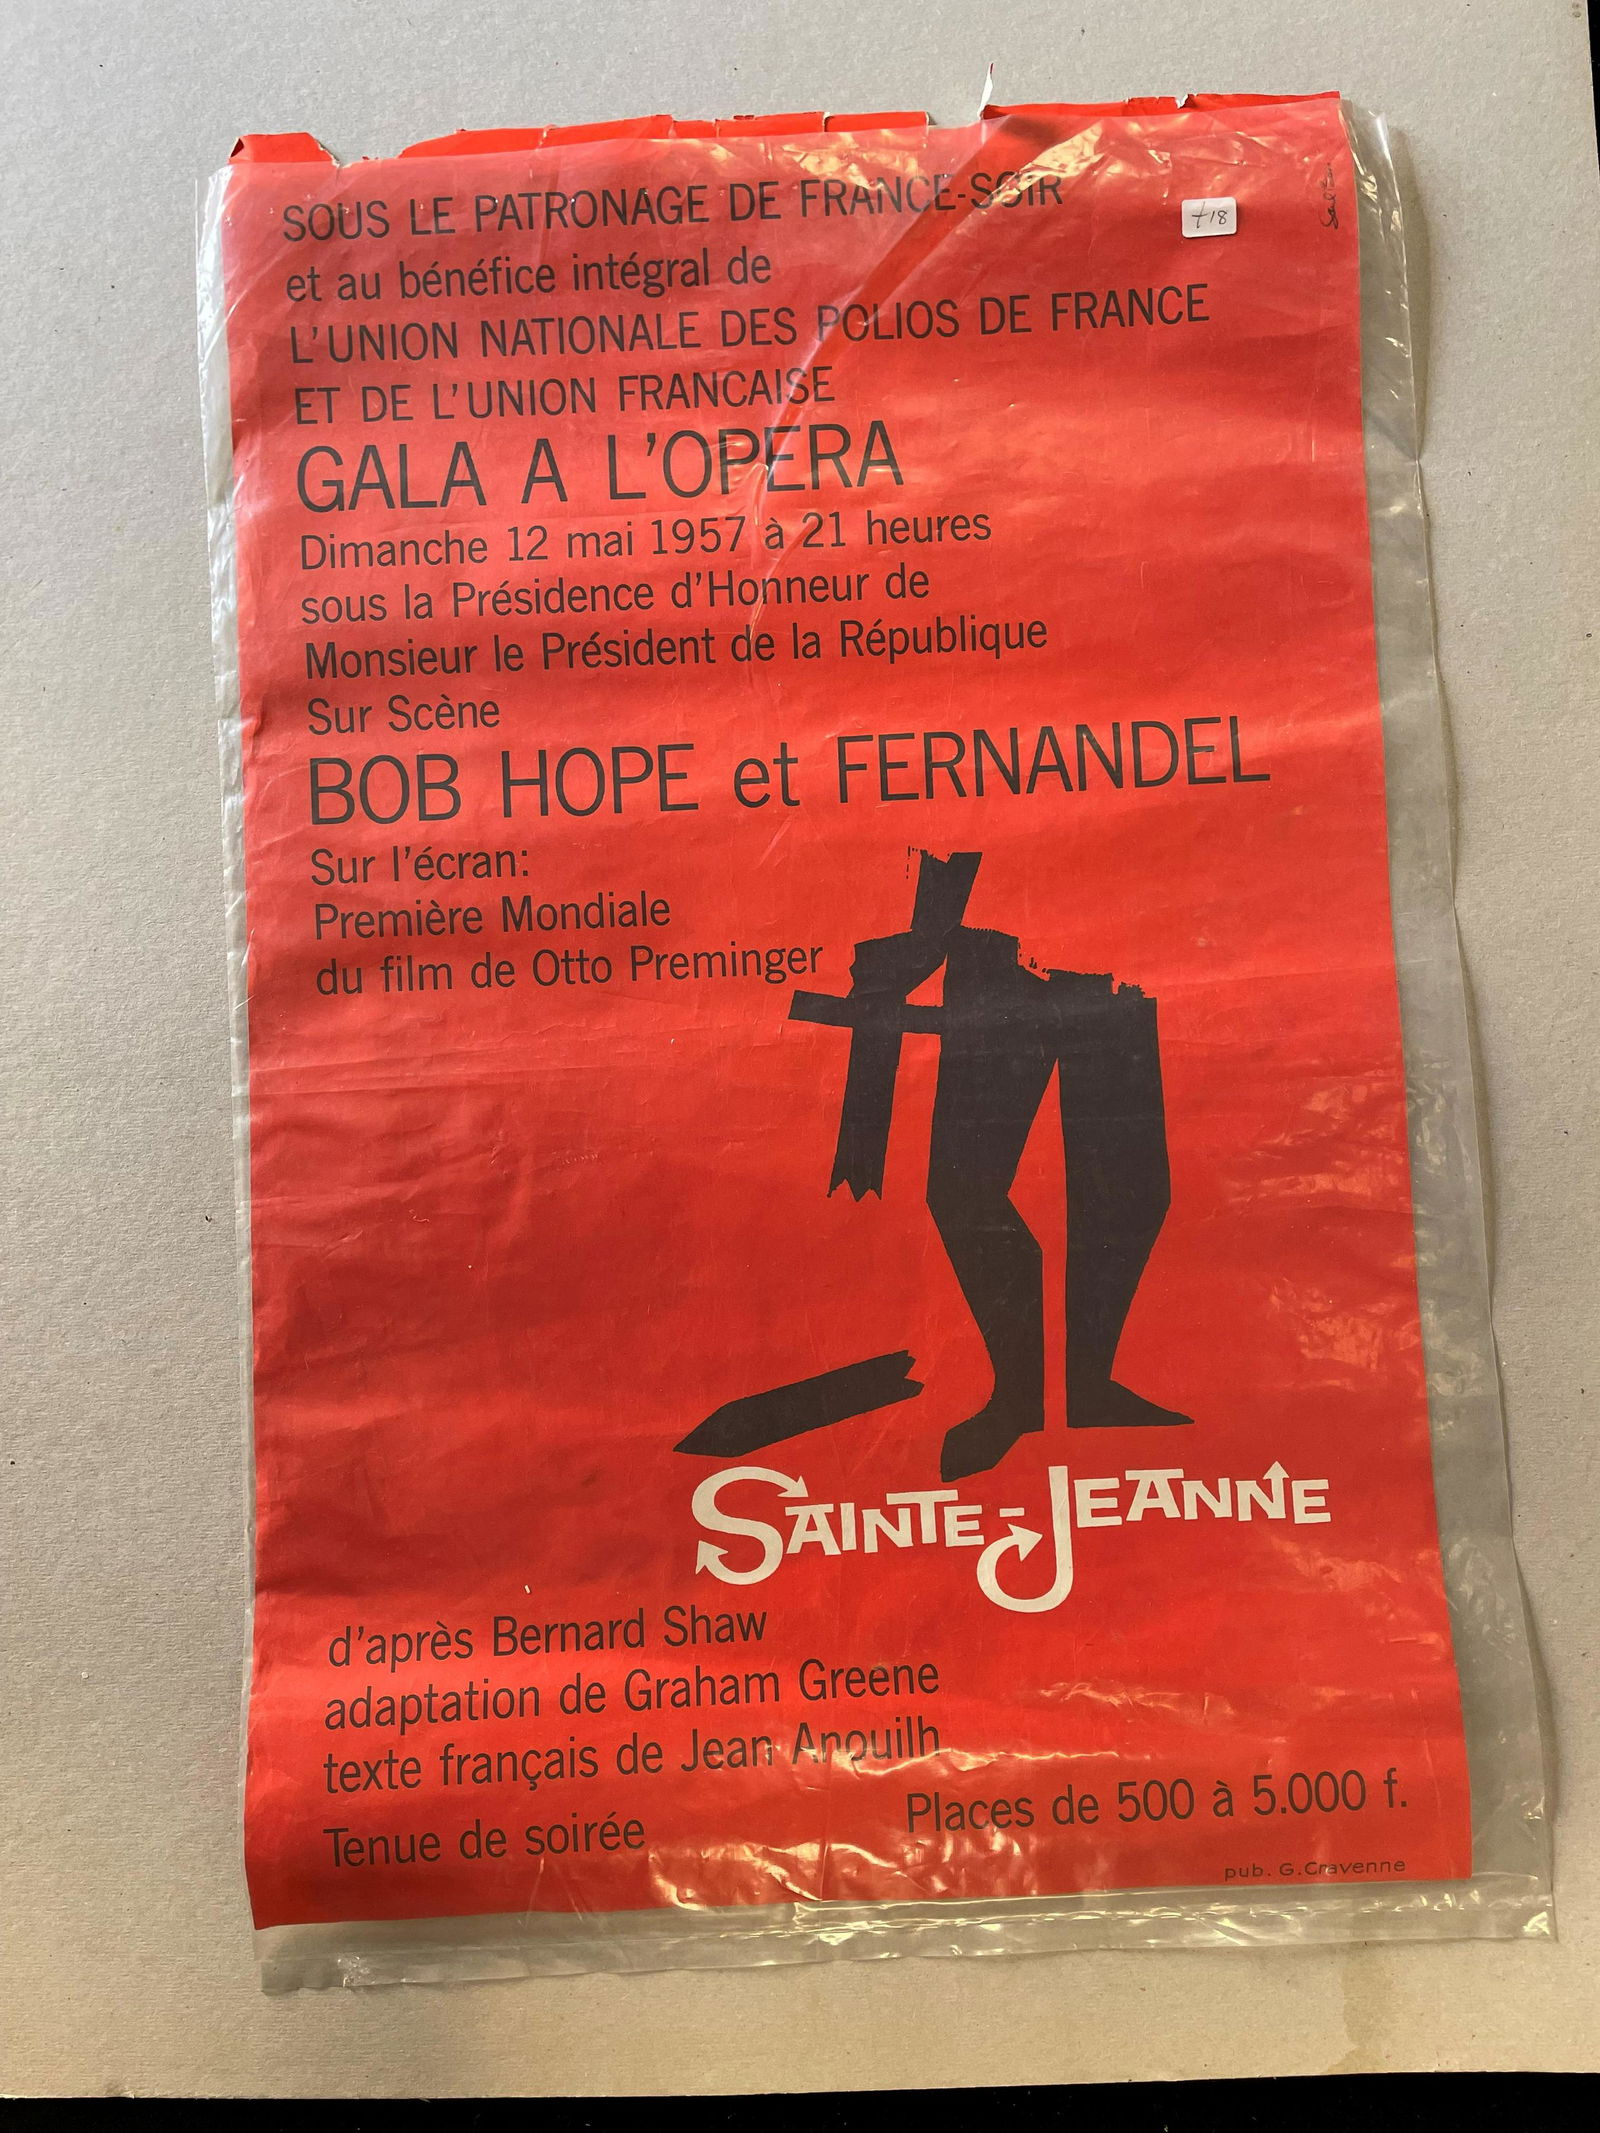 SOUS LE PATRONAGE DE FRANCE-SOIR
et au bénéfice intégral de
L'UNION NATIONALE DES POLIOS DE FRANCE
ET DE L'UNION FRANCAISE
GALA A L'OPERA
Dimanche 12 mai 1957 à 21 heures
sous la Présidence d'Honneur de
Monsieur le Président de la République
Sur Scène
BOB HOPE et FERNANDEL
Sur l'écran:
Première Mondiale
du film de Otto Preminger
SAINTE-JEANNE
d'après Bernard Shaw
adaptation de Graham Greene
texte français de Jean Anouilh
Tenue de soirée
Places de 500 à 5.000 f.
pub. G.Cravenne